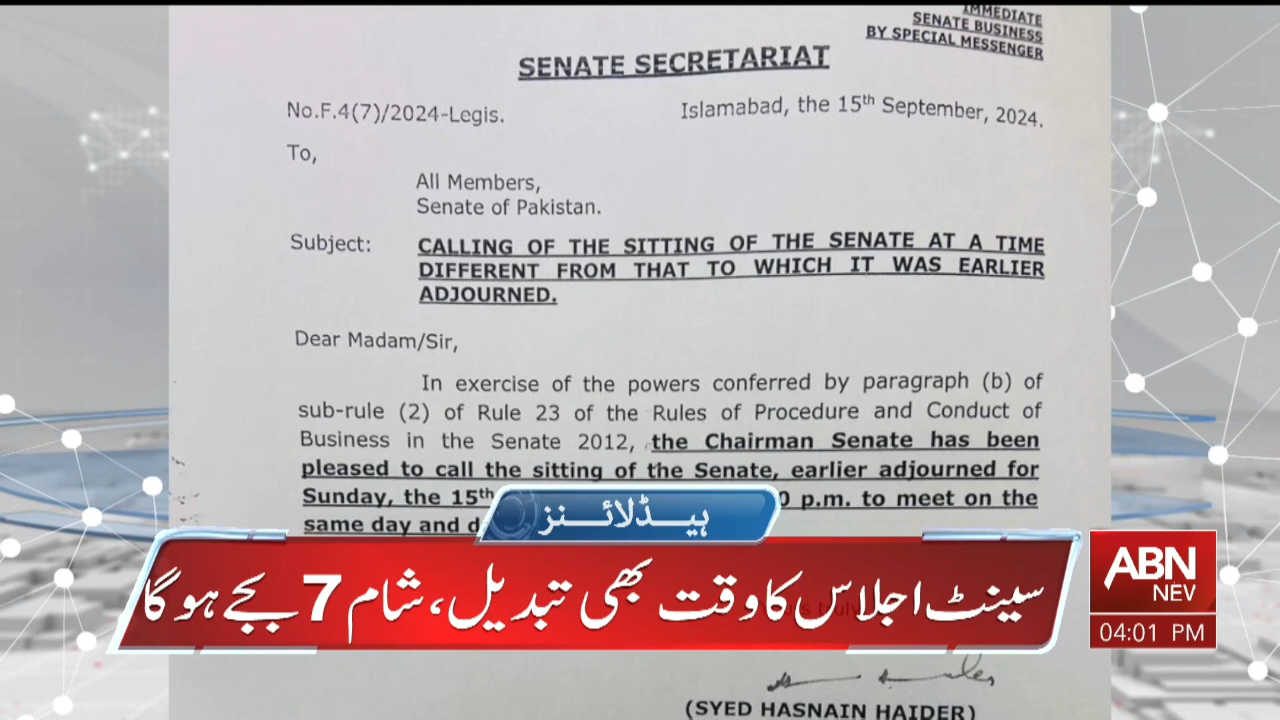 IMMEDIATE
SENATE BUSINESS
BY SPECIAL MESSENGER
SENATE SECRETARIAT
No.F.4(7)/2024-Legis.
Islamabad, the 15th September, 2024.
To,
All Members,
Senate of Pakistan.
Subject:
CALLING OF THE SITTING OF THE SENATE AT A TIME
DIFFERENT FROM THAT TO WHICH IT WAS EARLIER
ADJOURNED.
Dear Madam/Sir,
In exercise of the powers conferred by paragraph (b) of
sub-rule (2) of Rule 23 of the Rules of Procedure and Conduct of
Business in the Senate 2012, the Chairman Senate has been
pleased to call the sitting of the Senate, earlier adjourned for
Sunday, the 15th 0 p.m. to meet on the
same day and d
ہیڈلائنز
سینٹ اجلاس کا وقت بھی تبدیل، شام 7 بجے ہو گا
ABN
NEV
04:01 PM
(SYED HASNAIN HAIDER)